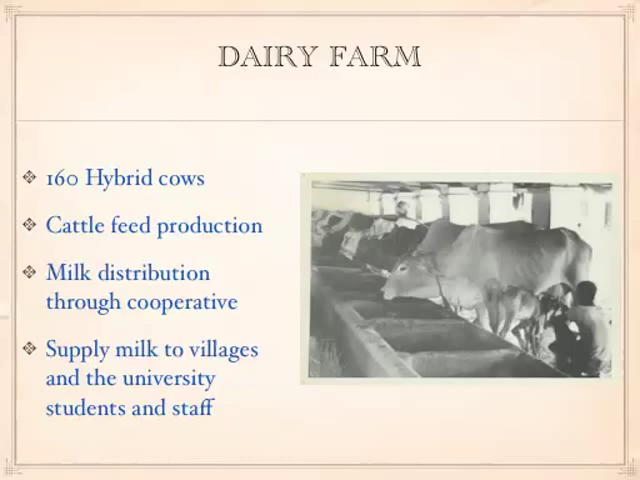 DAIRY FARM
160 Hybrid cows
Cattle feed production
Milk distribution
through cooperative
Supply milk to villages
and the university
students and staff